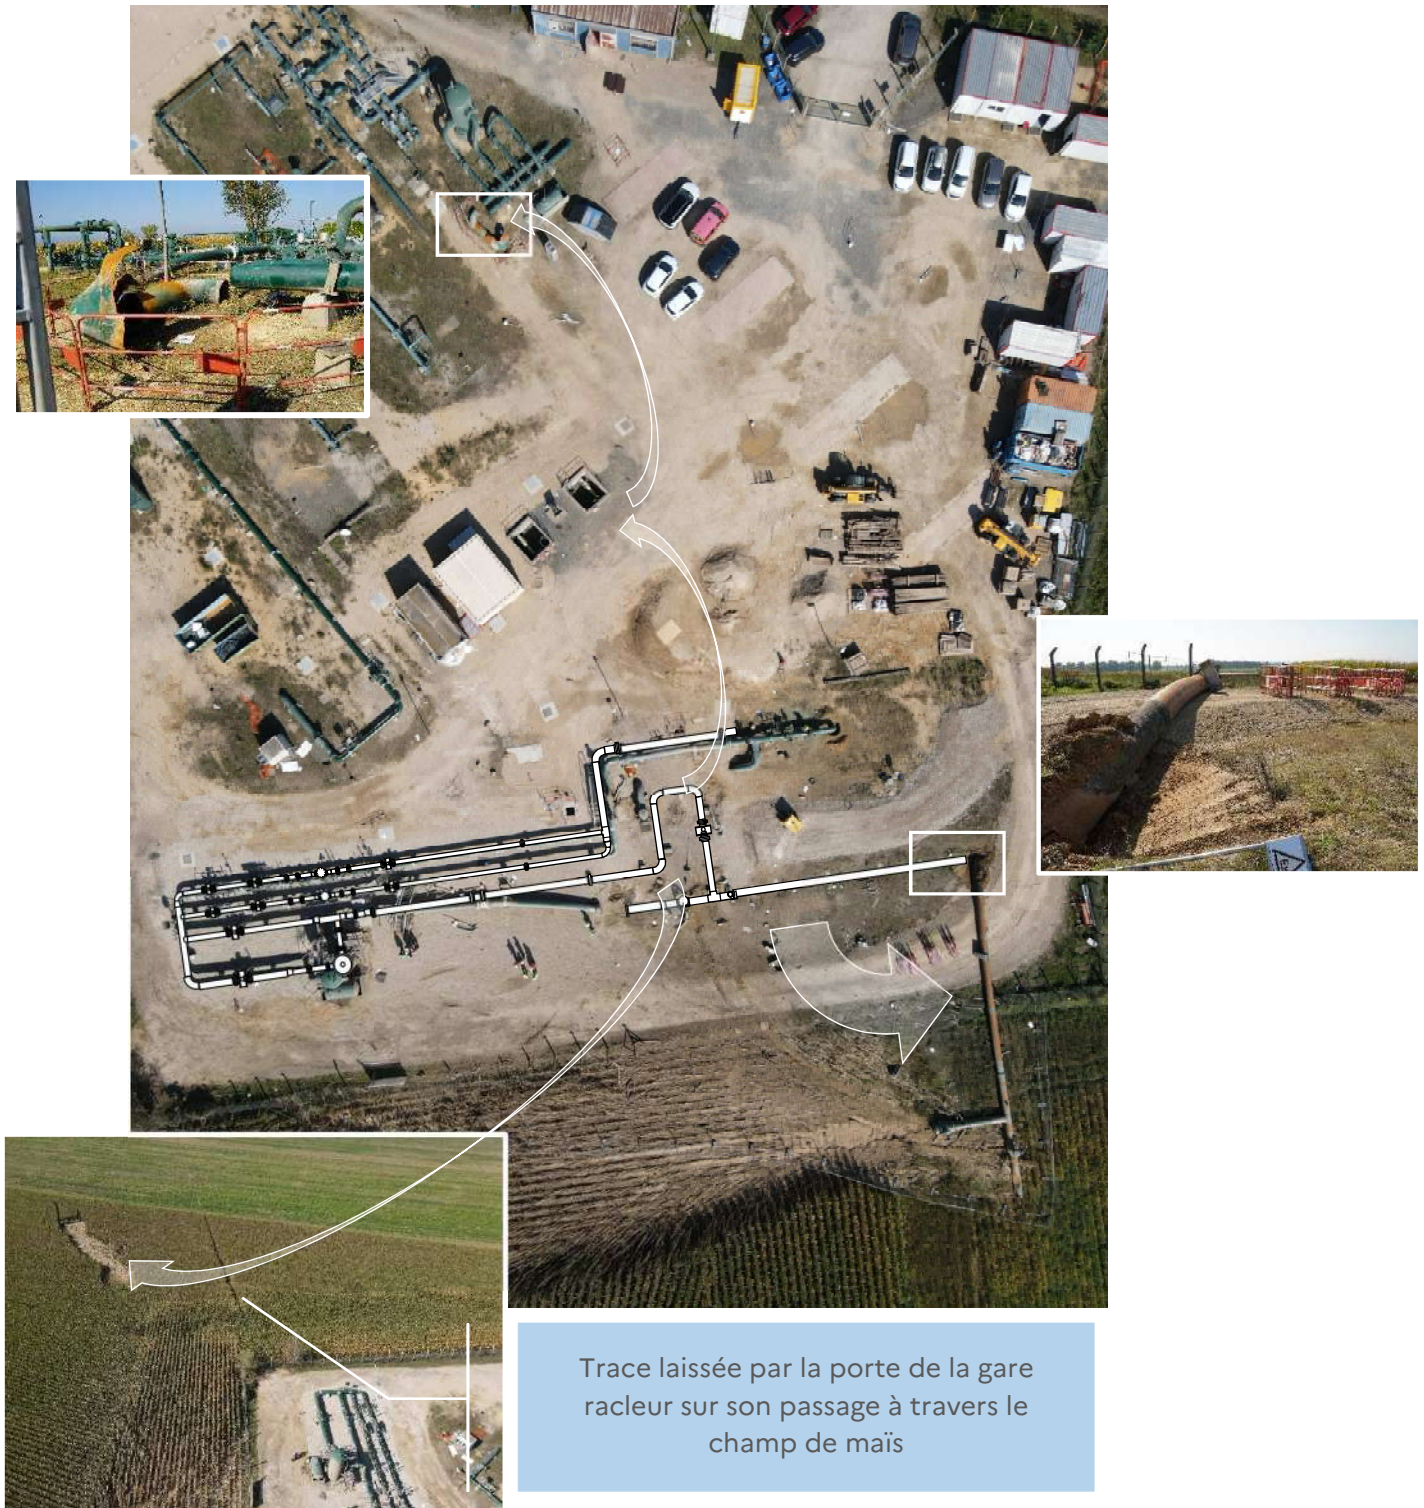 Trace laissée par la porte de la gare
racleur sur son passage à travers le
champ de maïs